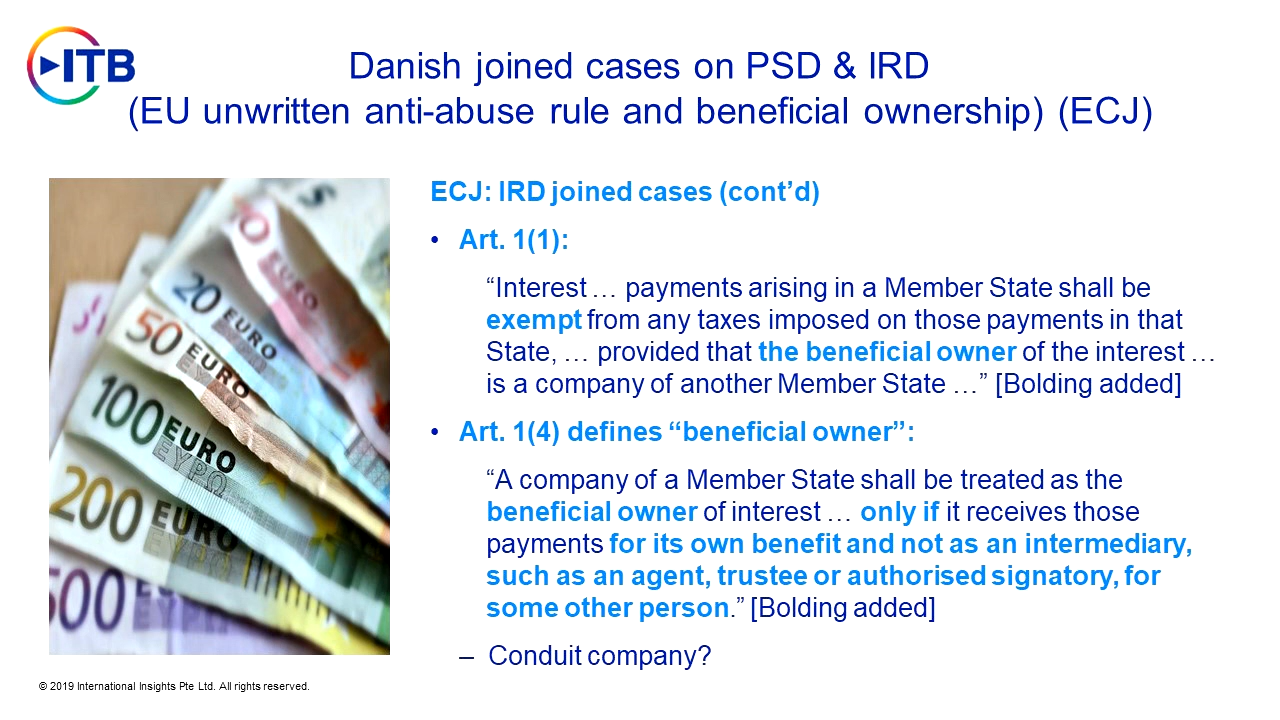 ITB
Danish joined cases on PSD & IRD
(EU unwritten anti-abuse rule and beneficial ownership) (ECJ)
ECJ: IRD joined cases (cont’d)
• Art. 1(1):
“Interest … payments arising in a Member State shall be
exempt from any taxes imposed on those payments in that
State, … provided that the beneficial owner of the interest …
is a company of another Member State …” [Bolding added]
• Art. 1(4) defines “beneficial owner”:
“A company of a Member State shall be treated as the
beneficial owner of interest … only if it receives those
payments for its own benefit and not as an intermediary,
such as an agent, trustee or authorised signatory, for
some other person.” [Bolding added]
– Conduit company?
10 EURO
20 EURO
50 EURO
100 EURO
ΕΥΡΩ
200 EURO
500
© 2019 International Insights Pte Ltd. All rights reserved.